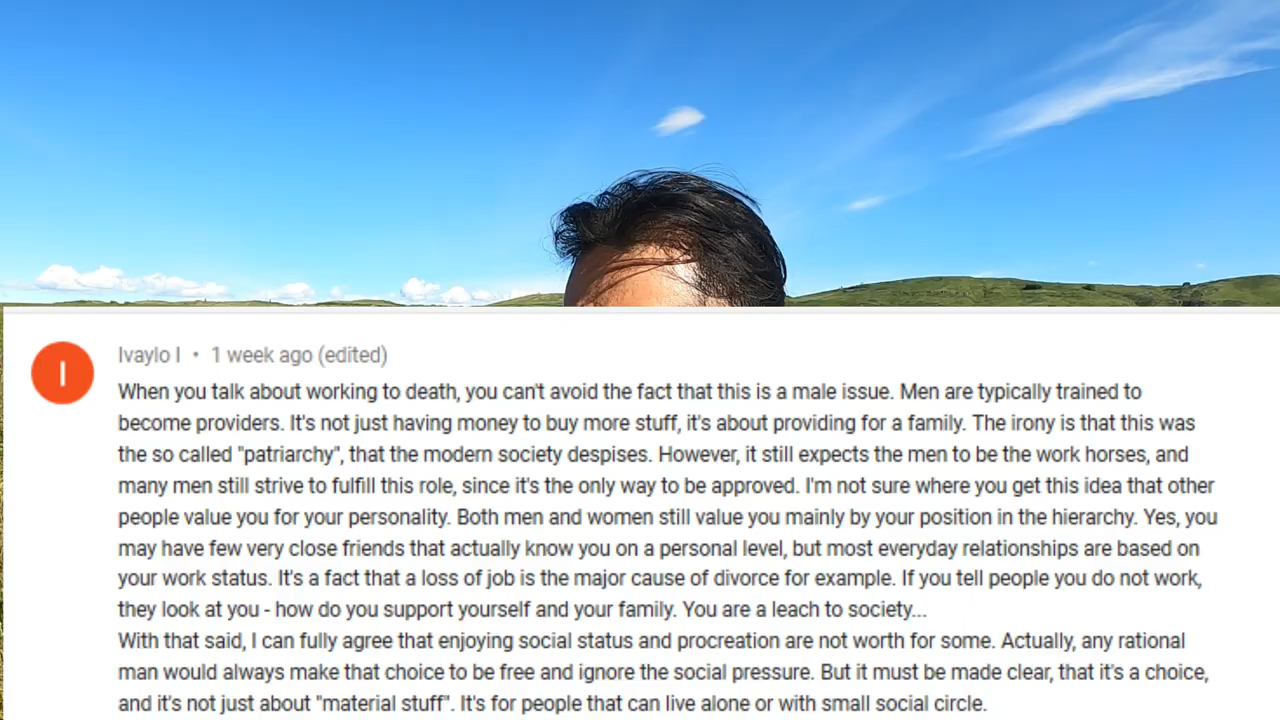 I
Ivaylo I • 1 week ago (edited)
When you talk about working to death, you can't avoid the fact that this is a male issue. Men are typically trained to
become providers. It's not just having money to buy more stuff, it's about providing for a family. The irony is that this was
the so called "patriarchy", that the modern society despises. However, it still expects the men to be the work horses, and
many men still strive to fulfill this role, since it's the only way to be approved. I'm not sure where you get this idea that other
people value you for your personality. Both men and women still value you mainly by your position in the hierarchy. Yes, you
may have few very close friends that actually know you on a personal level, but most everyday relationships are based on
your work status. It's a fact that a loss of job is the major cause of divorce for example. If you tell people you do not work,
they look at you - how do you support yourself and your family. You are a leach to society...
With that said, I can fully agree that enjoying social status and procreation are not worth for some. Actually, any rational
man would always make that choice to be free and ignore the social pressure. But it must be made clear, that it's a choice,
and it's not just about "material stuff". It's for people that can live alone or with small social circle.